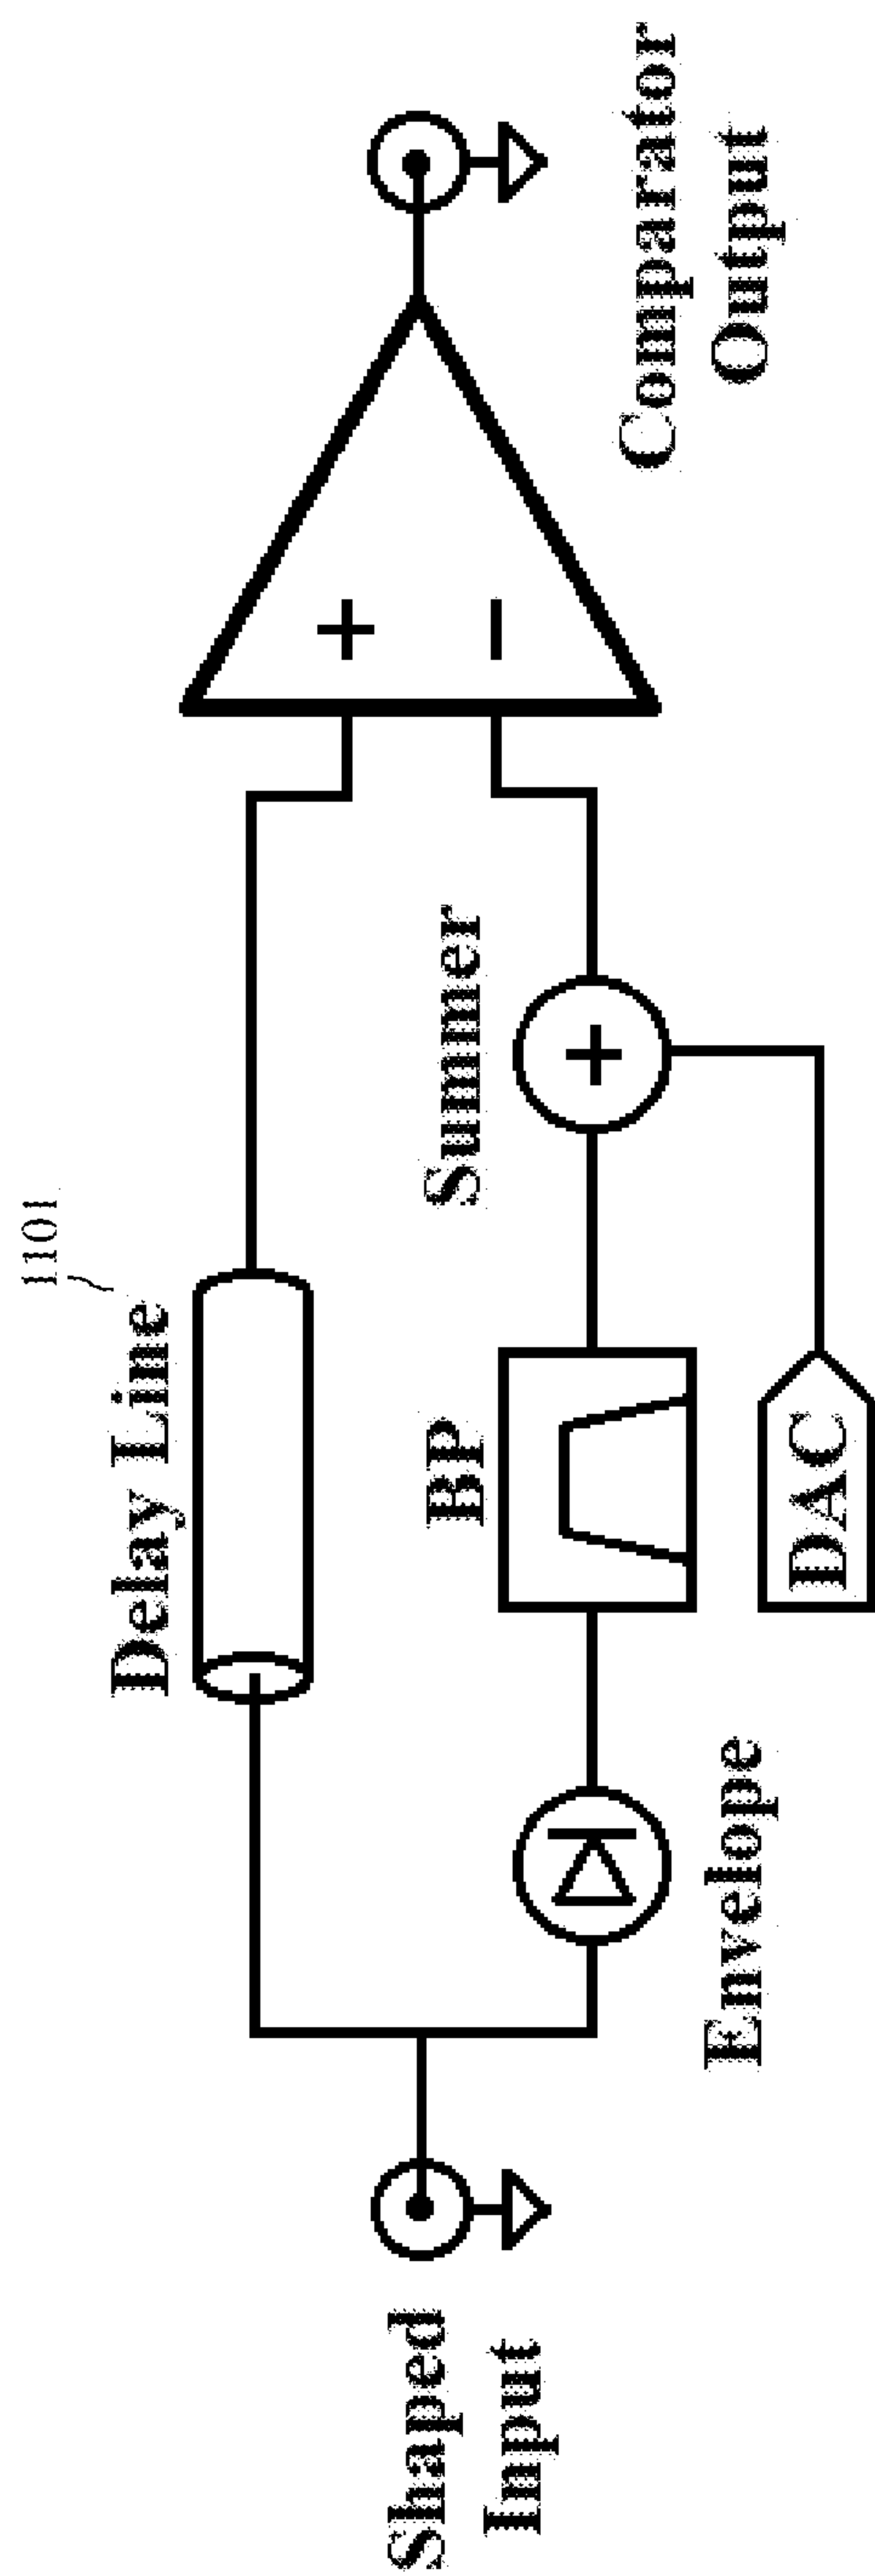 1101
Delay Line
Summer
BP
Shaped
Input
Envelope
DAC
Comparator
Output
+
−
+